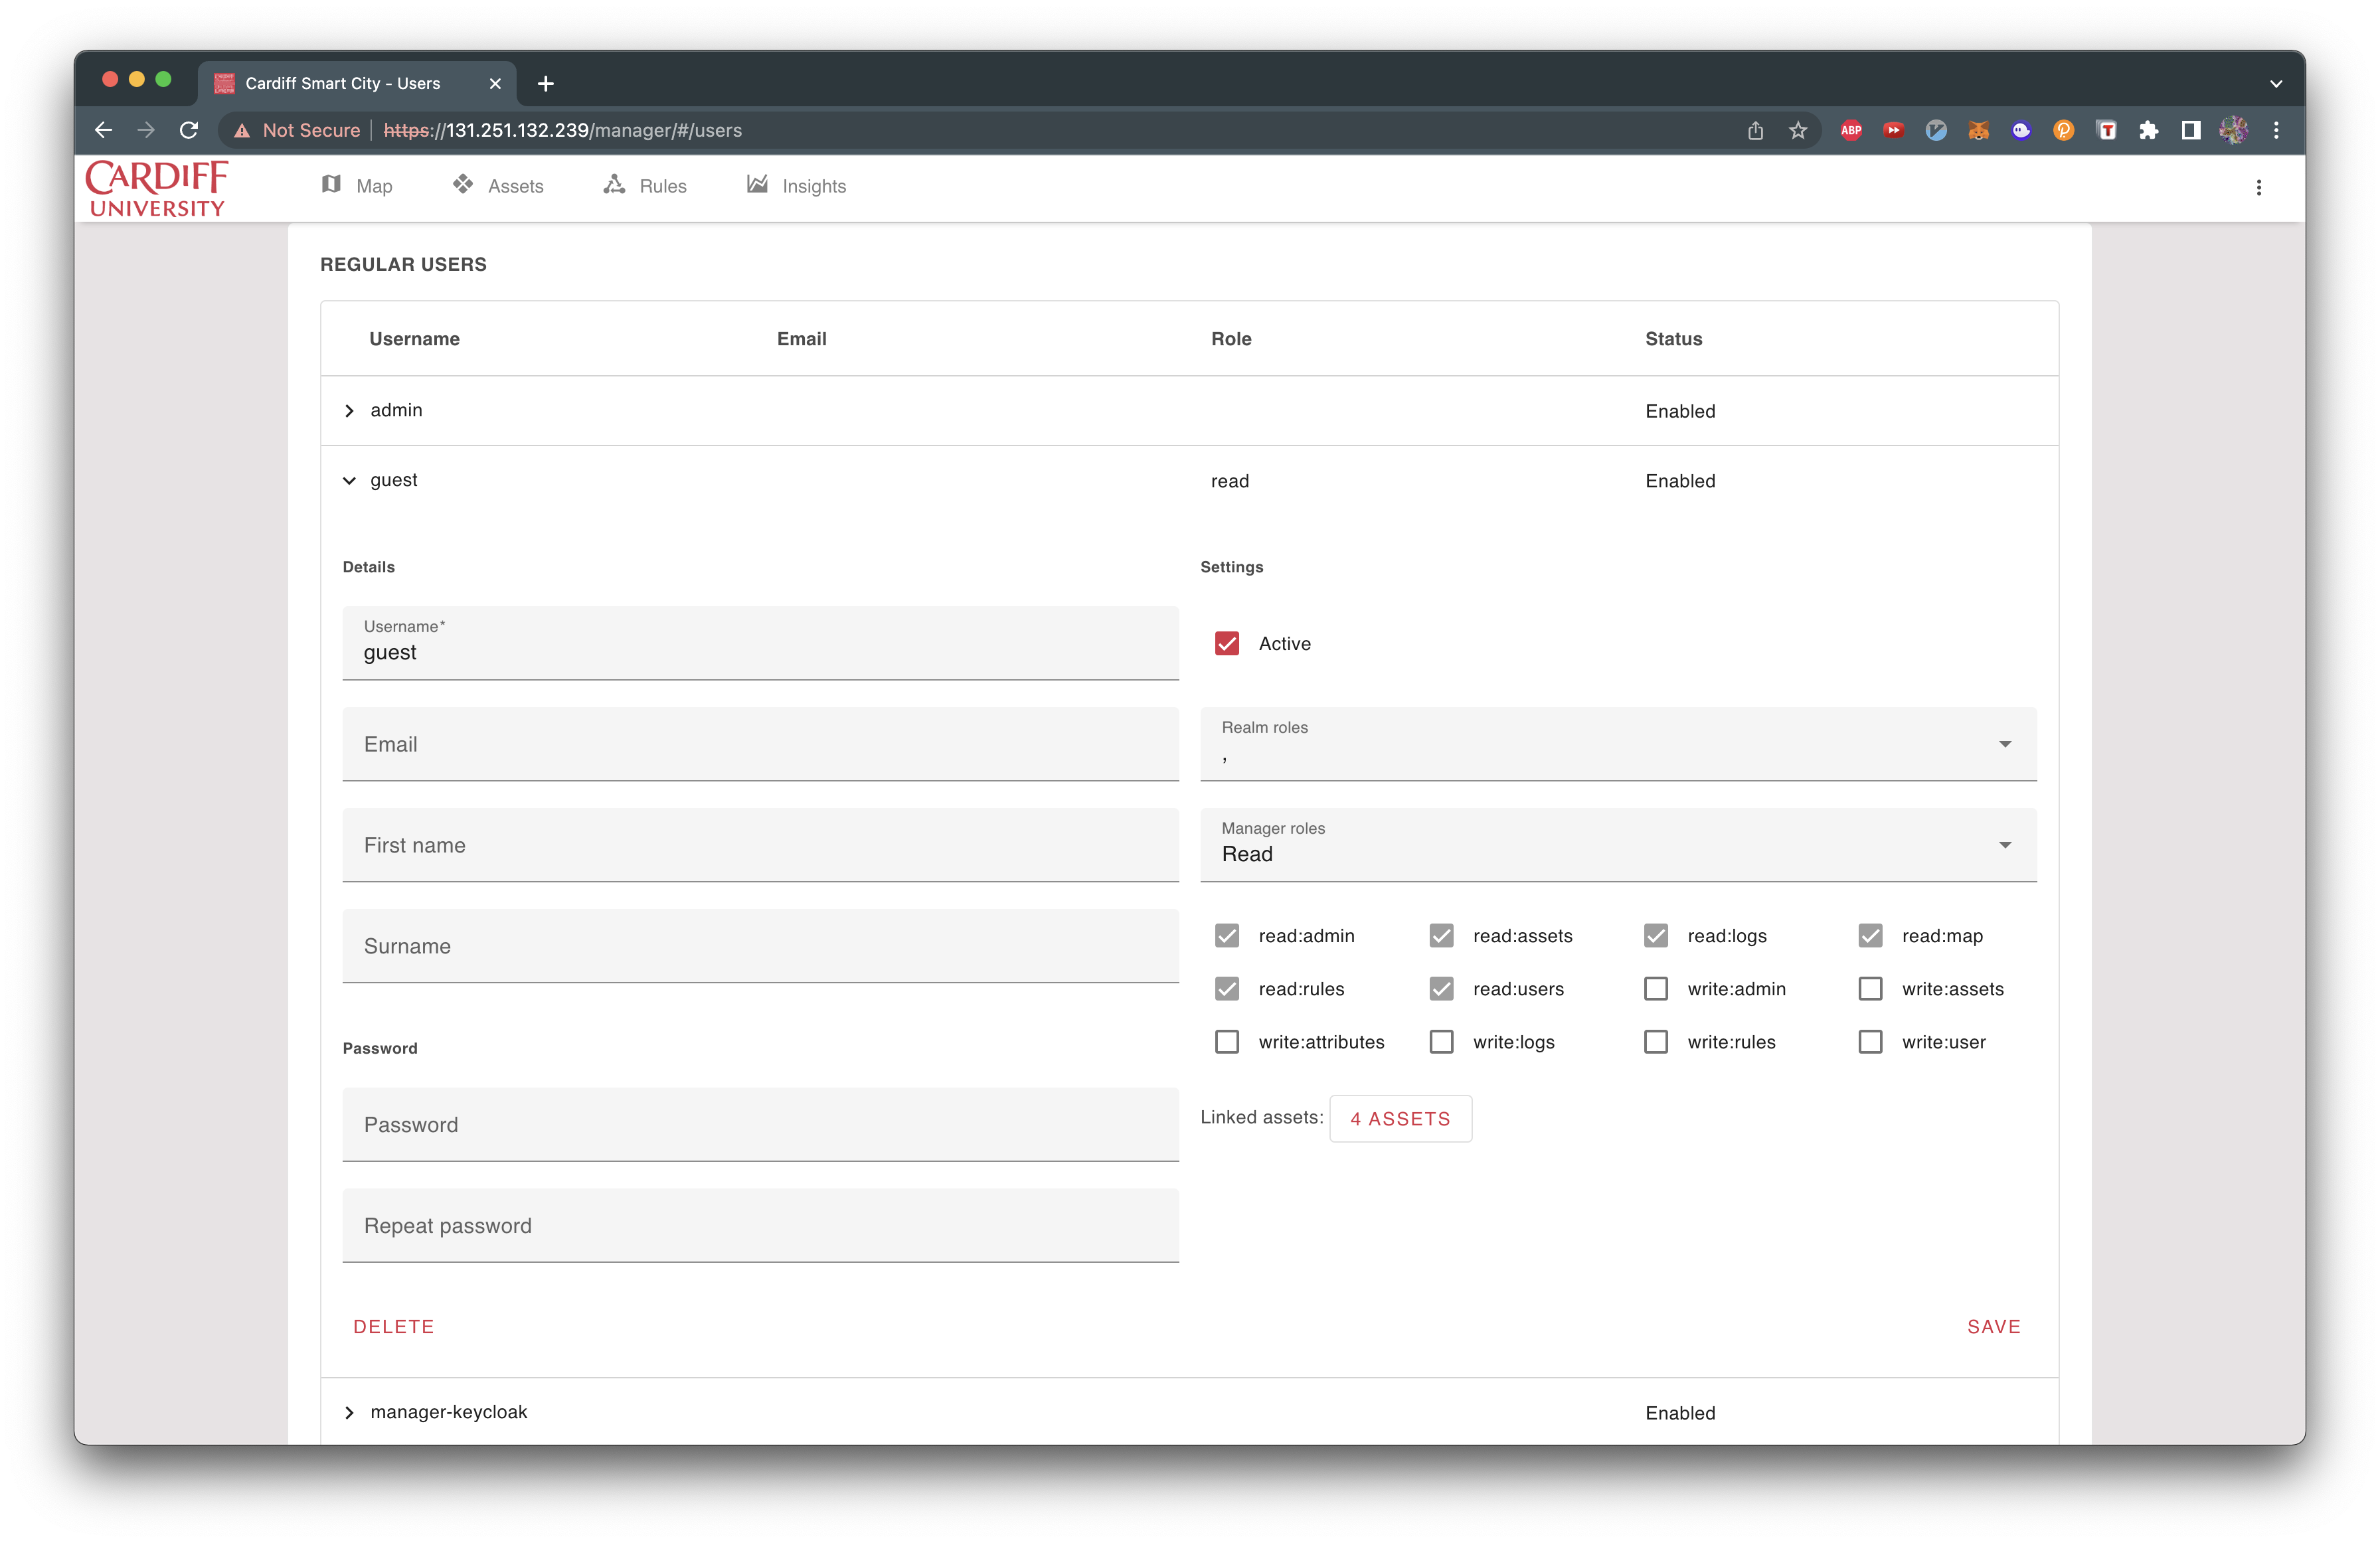 Cardiff Smart City - Users
Not Secure https://131.251.132.239/manager/#/users
ABP
CARDIFF
UNIVERSITY
Map Assets Rules Insights
REGULAR USERS
Username Email Role Status
admin Enabled
guest read Enabled
Details Settings
Username*
guest
Active
Email
Realm roles
,
First name
Manager roles
Read
Surname
read:admin read:assets read:logs read:map
read:rules read:users write:admin write:assets
write:attributes write:logs write:rules write:user
Password
Password
Linked assets: 4 ASSETS
Repeat password
DELETE SAVE
manager-keycloak Enabled